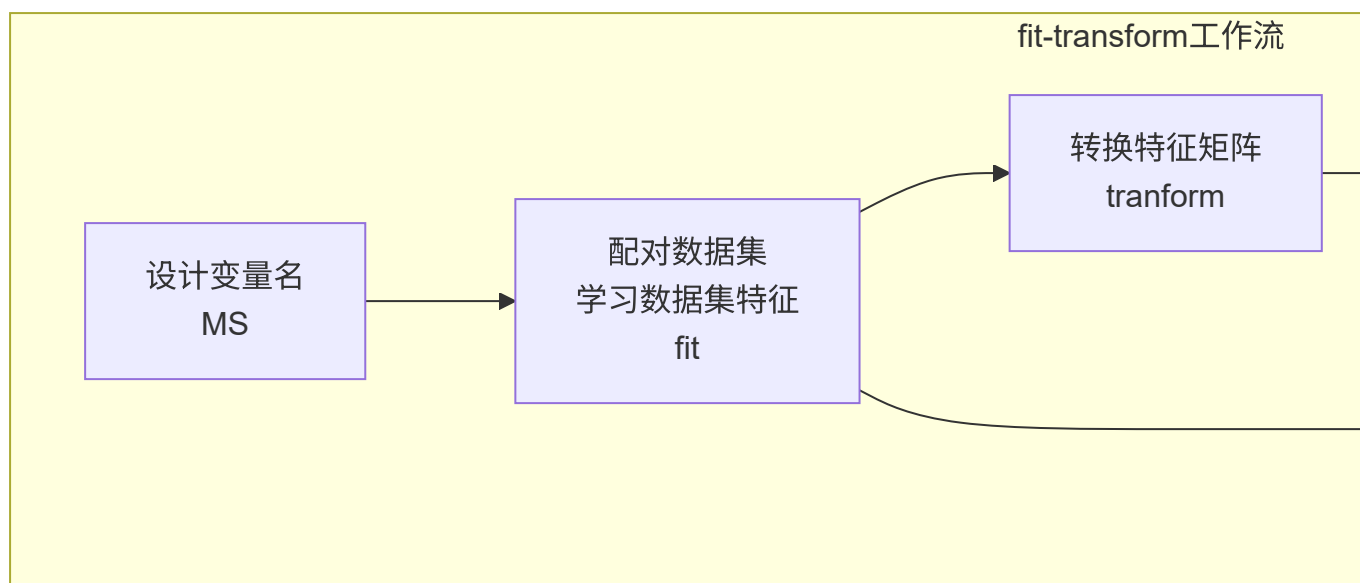 fit-transform工作流
设计变量名
MS
配对数据集
学习数据集特征
fit
转换特征矩阵
tranform